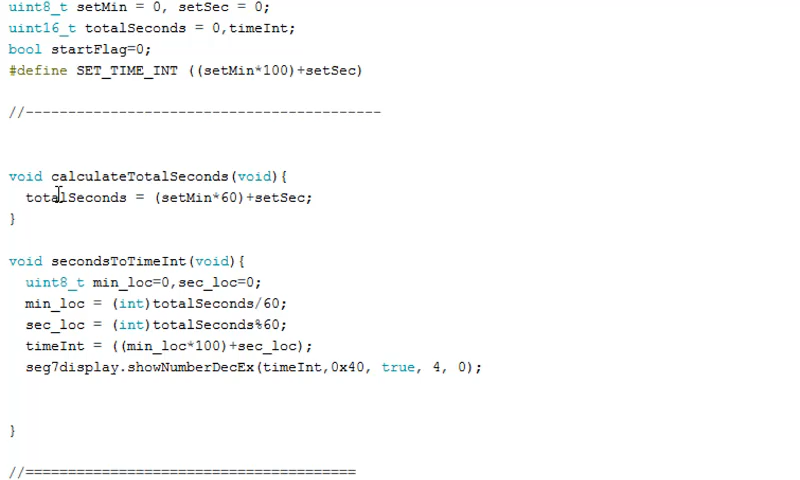 uint8_t setMin = 0, setSec = 0;
uint16_t totalSeconds = 0,timeInt;
bool startFlag=0;
#define SET_TIME_INT ((setMin*100)+setSec)
//------------------------------------------
void calculateTotalSeconds(void){
totalSeconds = (setMin*60)+setSec;
}
void secondsToTimeInt(void){
uint8_t min_loc=0,sec_loc=0;
min_loc = (int)totalSeconds/60;
sec_loc = (int)totalSeconds%60;
timeInt = ((min_loc*100)+sec_loc);
seg7display.showNumberDecEx(timeInt,0x40, true, 4, 0);
}
//=======================================